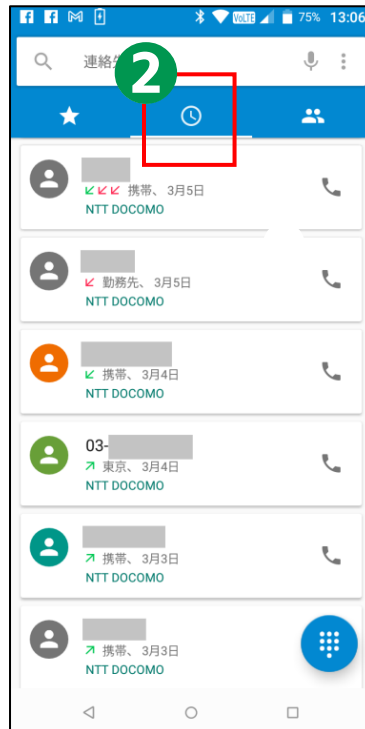 VoLTE 75% 13:06
連絡
2
携帯、 3月5日
NTT DOCOMO
勤務先、 3月5日
NTT DOCOMO
携帯、 3月4日
NTT DOCOMO
03-
東京、 3月4日
NTT DOCOMO
携帯、 3月3日
NTT DOCOMO
携帯、 3月3日
NTT DOCOMO